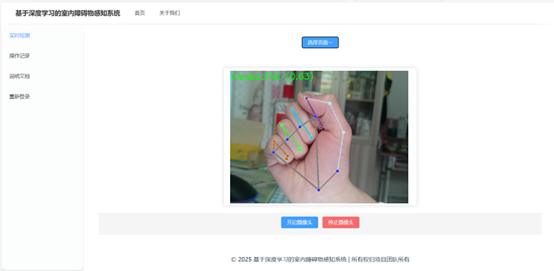 基于深度学习的室内障碍物感知系统 首页 关于我们
实时检测
操作记录
说明文档
重新登录
选择页面
开启摄像头 停止摄像头
© 2025 基于深度学习的室内障碍物感知系统 | 所有权归项目团队所有